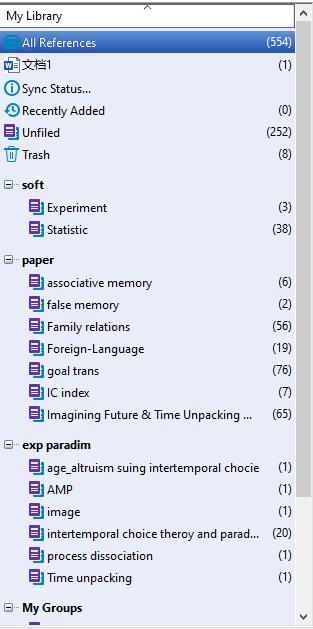 My Library
All References (554)
文档1 (1)
Sync Status...
Recently Added (0)
Unfiled (252)
Trash (8)
soft
Experiment (3)
Statistic (38)
paper
associative memory (6)
false memory (2)
Family relations (56)
Foreign-Language (19)
goal trans (76)
IC index (7)
Imagining Future & Time Unpacking ... (65)
exp paradim
age_altruism suing intertemporal chocie (1)
AMP (1)
image (1)
intertemporal choice theroy and parad... (20)
process dissociation (1)
Time unpacking (1)
My Groups